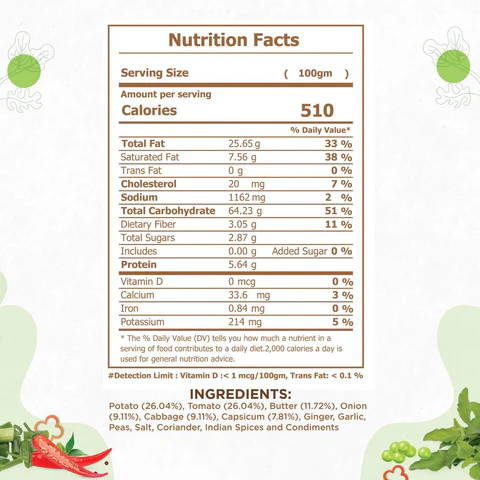 Nutrition Facts
Serving Size ( 100gm )
Amount per serving
Calories 510
% Daily Value*
Total Fat 25.65 g 33 %
Saturated Fat 7.56 g 38 %
Trans Fat 0 g 0 %
Cholesterol 20 mg 7 %
Sodium 1162 mg 2 %
Total Carbohydrate 64.23 g 51 %
Dietary Fiber 3.05 g 11 %
Total Sugars 2.87 g
Includes 0.00 g Added Sugar 0 %
Protein 5.64 g
Vitamin D 0 mcg 0 %
Calcium 33.6 mg 3 %
Iron 0.84 mg 0 %
Potassium 214 mg 5 %
* The % Daily Value (DV) tells you how much a nutrient in a
serving of food contributes to a daily diet.2,000 calories a day is
used for general nutrition advice.
#Detection Limit : Vitamin D :< 1 mcg/100gm, Trans Fat: < 0.1 %
INGREDIENTS:
Potato (26.04%), Tomato (26.04%), Butter (11.72%), Onion
(9.11%), Cabbage (9.11%), Capsicum (7.81%), Ginger, Garlic,
Peas, Salt, Coriander, Indian Spices and Condiments